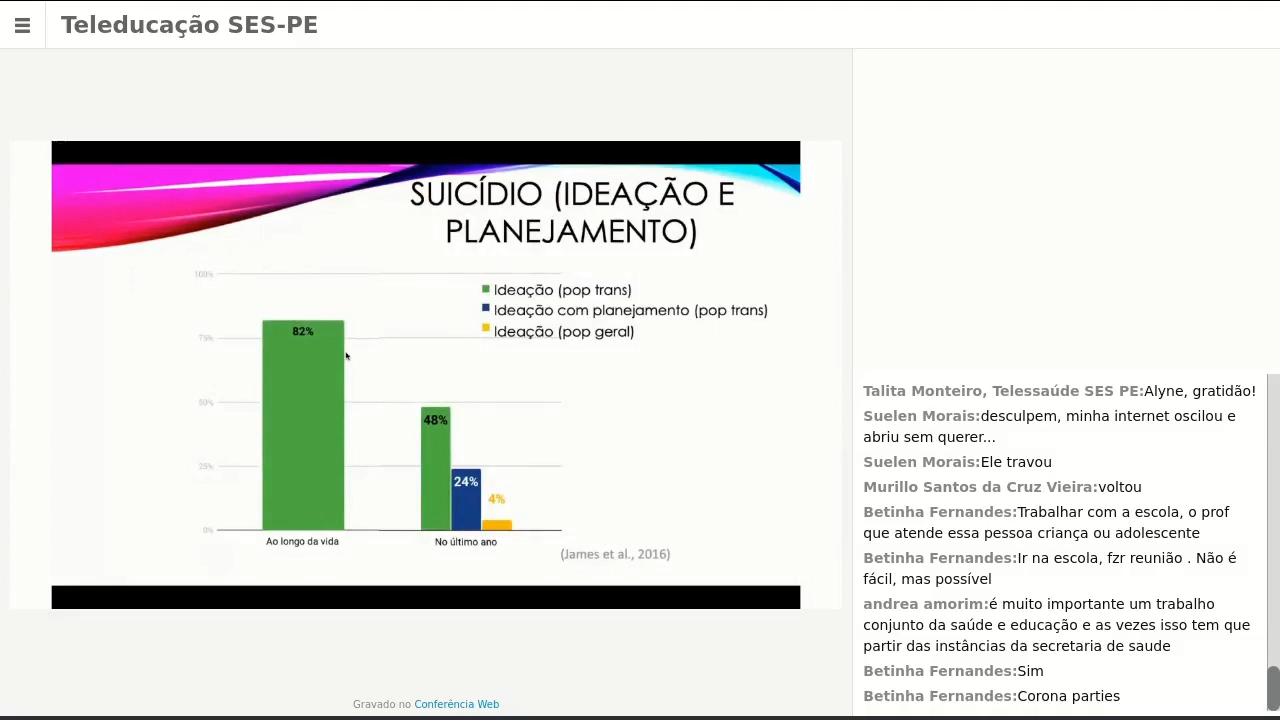 Teleducação SES-PE
SUICÍDIO (IDEAÇÃO E
PLANEJAMENTO)
100%
75%
50%
25%
0%
Ideação (pop trans)
Ideação com planejamento (pop trans)
Ideação (pop geral)
82%
48%
24%
4%
Ao longo da vida
No último ano
(James et al., 2016)
Gravado no Conferência Web
Talita Monteiro, Telessaúde SES PE:Alyne, gratidão!
Suelen Morais:desculpem, minha internet oscilou e
abriu sem querer...
Suelen Morais:Ele travou
Murillo Santos da Cruz Vieira:voltou
Betinha Fernandes:Trabalhar com a escola, o prof
que atende essa pessoa criança ou adolescente
Betinha Fernandes:Ir na escola, fzr reunião . Não é
fácil, mas possível
andrea amorim:é muito importante um trabalho
conjunto da saúde e educação e as vezes isso tem que
partir das instâncias da secretaria de saude
Betinha Fernandes:Sim
Betinha Fernandes:Corona parties